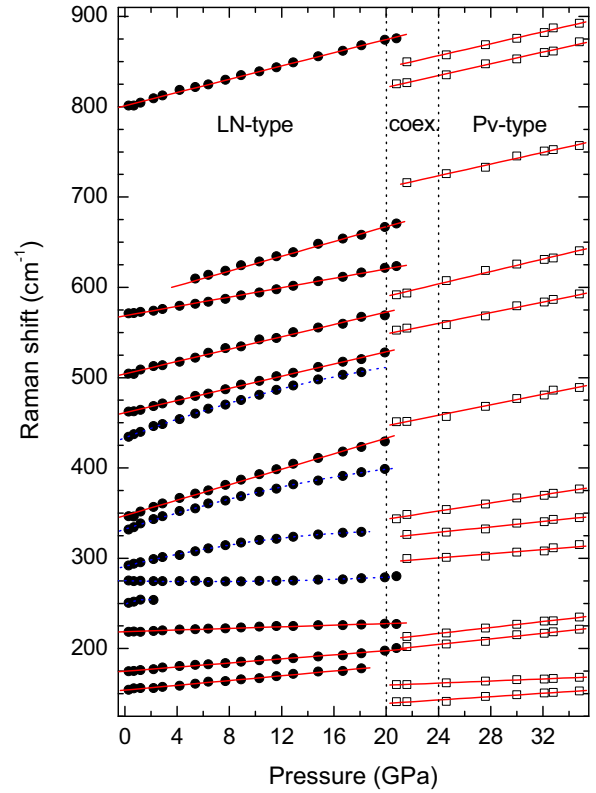 900
800
700
600
500
400
300
200
Raman shift (cm⁻¹)
LN-type
coex.
Pv-type
0 4 8 12 16 20 24 28 32
Pressure (GPa)